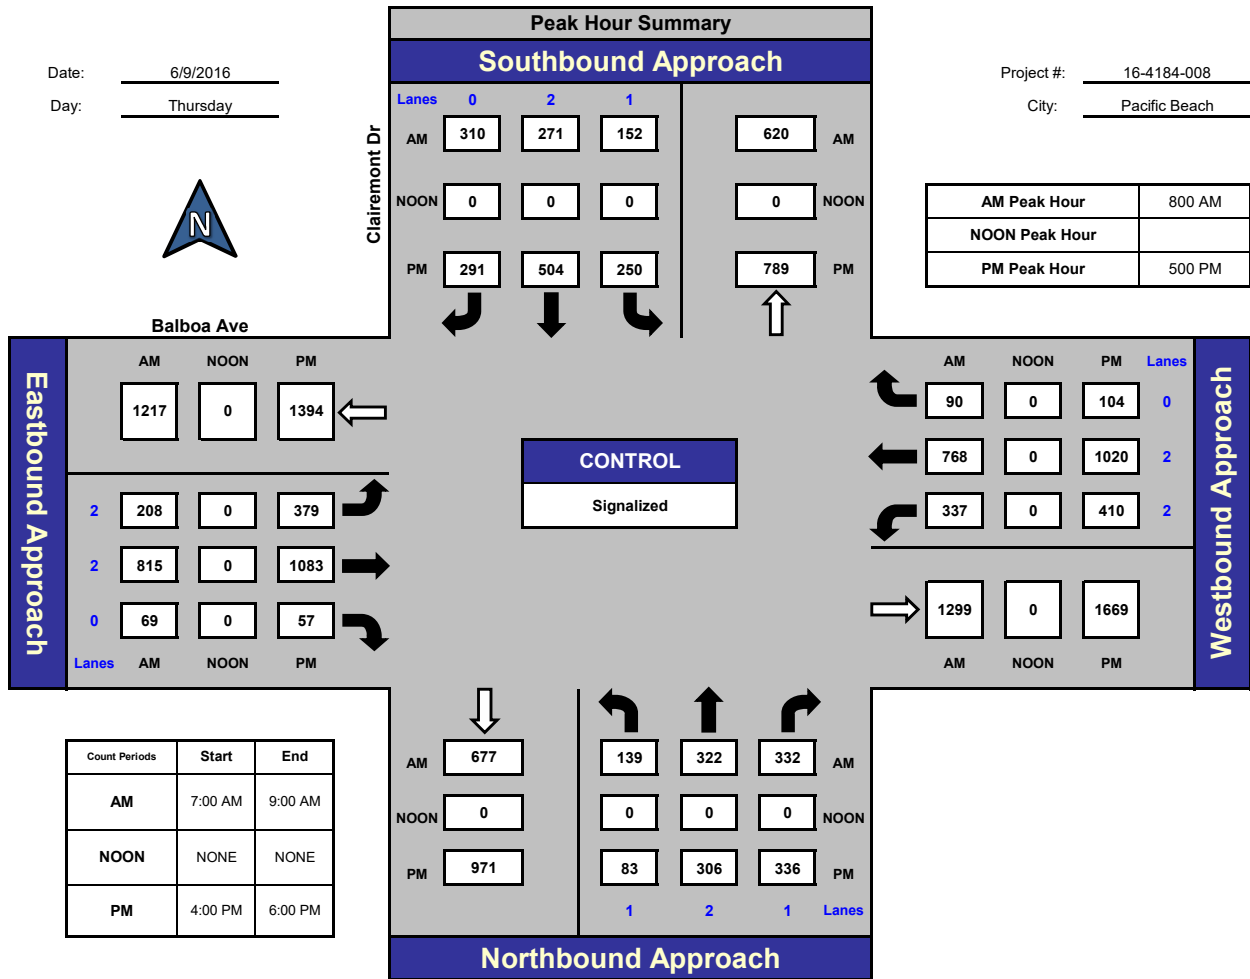 Peak Hour Summary
Southbound Approach
Date: 6/9/2016
Day: Thursday
Project #: 16-4184-008
City: Pacific Beach
N
Clairemont Dr
Lanes 0 2 1
AM 310 271 152 620 AM
NOON 0 0 0 0 NOON
PM 291 504 250 789 PM
AM Peak Hour 800 AM
NOON Peak Hour
PM Peak Hour 500 PM
Balboa Ave
Eastbound Approach
AM NOON PM
1217 0 1394
2 208 0 379
2 815 0 1083
0 69 0 57
Lanes AM NOON PM
CONTROL
Signalized
AM NOON PM Lanes
90 0 104 0
768 0 1020 2
337 0 410 2
1299 0 1669
AM NOON PM
Westbound Approach
Count Periods Start End
AM 7:00 AM 9:00 AM
NOON NONE NONE
PM 4:00 PM 6:00 PM
AM 677 139 322 332 AM
NOON 0 0 0 0 NOON
PM 971 83 306 336 PM
1 2 1 Lanes
Northbound Approach